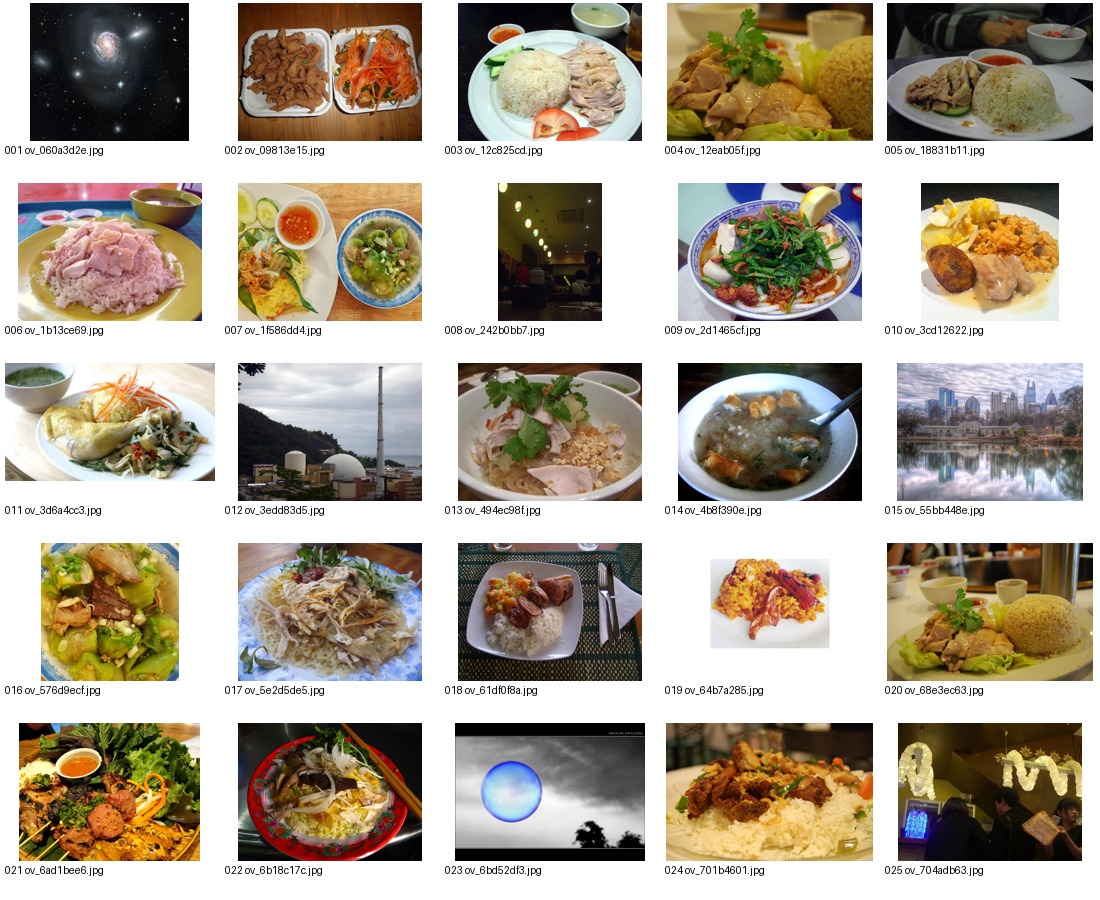 001 ov_060a3d2e.jpg
002 ov_09813e15.jpg
003 ov_12c825cd.jpg
004 ov_12eab05f.jpg
005 ov_18831b11.jpg
006 ov_1b13ce69.jpg
007 ov_1f586dd4.jpg
008 ov_242b0bb7.jpg
009 ov_2d1465cf.jpg
010 ov_3cd12622.jpg
011 ov_3d6a4cc3.jpg
012 ov_3edd83d5.jpg
013 ov_494ec98f.jpg
014 ov_4b8f390e.jpg
015 ov_55bb448e.jpg
016 ov_576d9ecf.jpg
017 ov_5e2d5de5.jpg
018 ov_61df0f8a.jpg
019 ov_64b7a285.jpg
020 ov_68e3ec63.jpg
021 ov_6ad1bee6.jpg
022 ov_6b18c17c.jpg
023 ov_6bd52df3.jpg
024 ov_701b4601.jpg
025 ov_704adb63.jpg